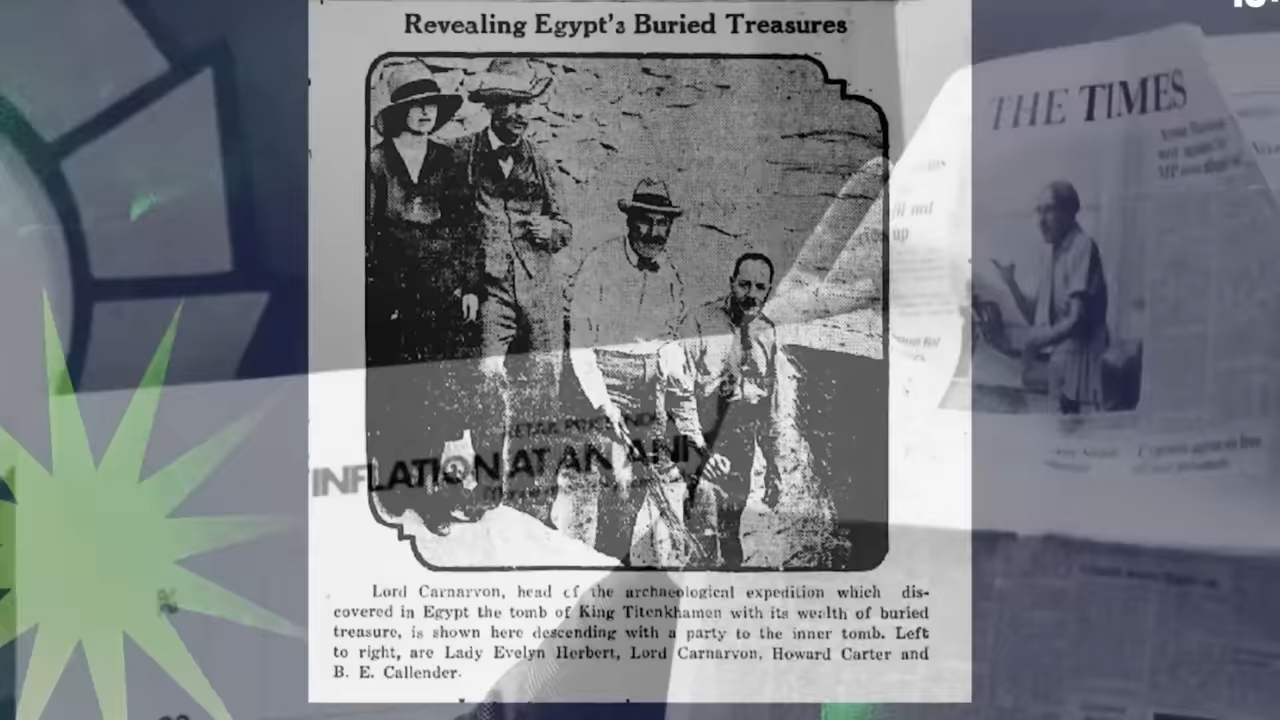 Revealing Egypt's Buried Treasures
THE TIMES
INFLATION AT AN ANN
Lord Carnarvon, head of the archaeological expedition which dis-
covered in Egypt the tomb of King Titenkhamen with its wealth of buried
treasure, is shown here descending with a party to the inner tomb. Left
to right, are Lady Evelyn Herbert, Lord Carnarvon, Howard Carter and
B. E. Callender.